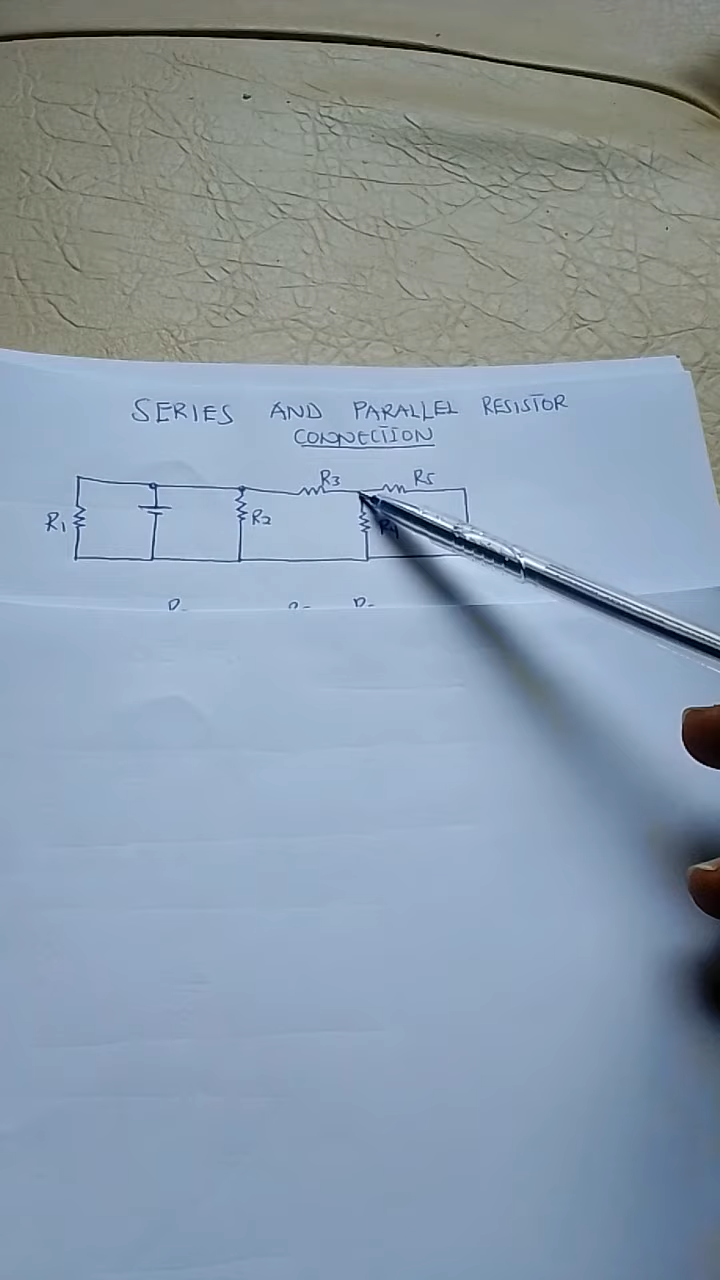 SERIES AND PARALLEL RESISTOR
CONNECTION
R3 R5
R1 R2 R4